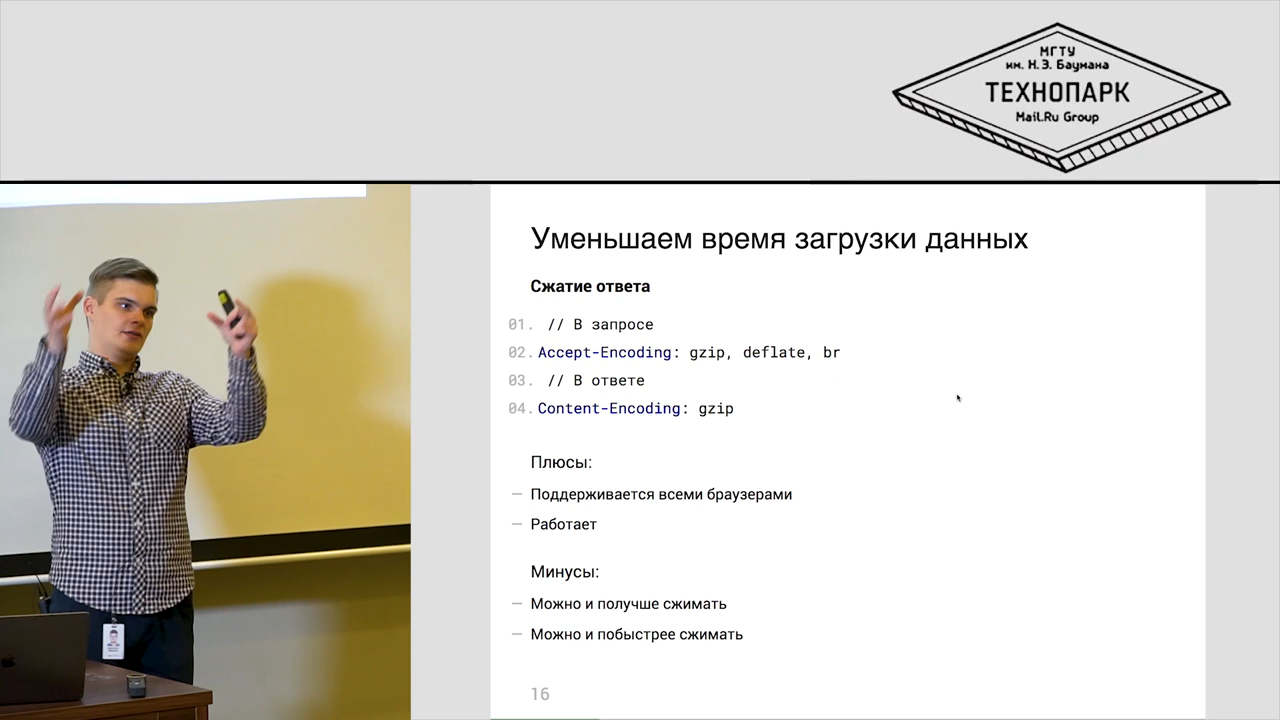 МГТУ
им. Н.Э. Баумана
ТЕХНОПАРК
Mail.Ru Group
Уменьшаем время загрузки данных
Сжатие ответа
01. // В запросе
02. Accept-Encoding: gzip, deflate, br
03. // В ответе
04. Content-Encoding: gzip
Плюсы:
— Поддерживается всеми браузерами
— Работает
Минусы:
— Можно и получше сжимать
— Можно и побыстрее сжимать
16